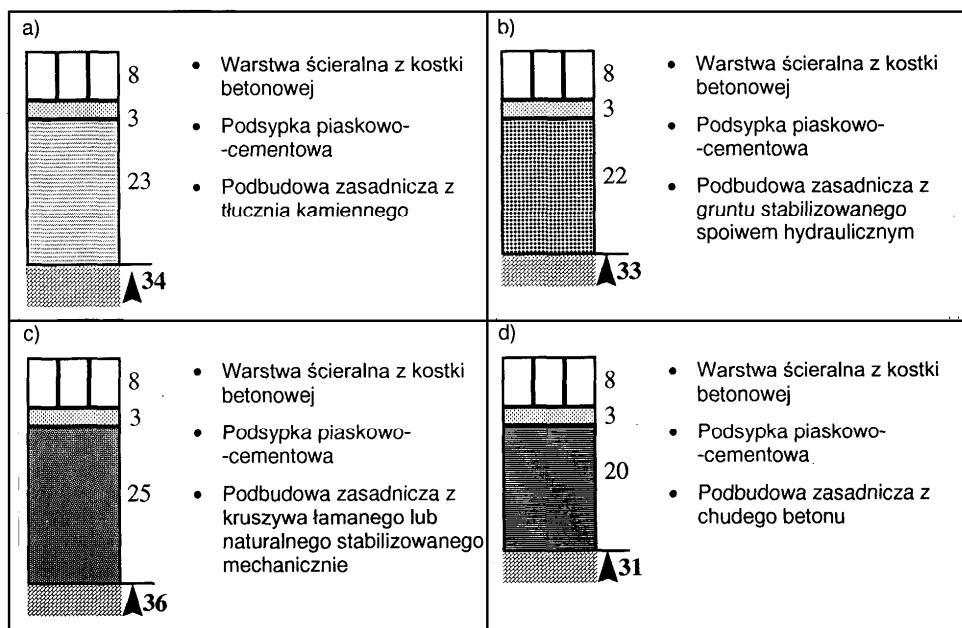 a)
8
3
23
34
• Warstwa ścieralna z kostki
betonowej
• Podsypka piaskowo-
-cementowa
• Podbudowa zasadnicza z
tłucznia kamiennego
b)
8
3
22
33
• Warstwa ścieralna z kostki
betonowej
• Podsypka piaskowo-
-cementowa
• Podbudowa zasadnicza z
gruntu stabilizowanego
spoiwem hydraulicznym
c)
8
3
25
36
• Warstwa ścieralna z kostki
betonowej
• Podsypka piaskowo-
-cementowa
• Podbudowa zasadnicza z
kruszywa łamanego lub
naturalnego stabilizowanego
mechanicznie
d)
8
3
20
31
• Warstwa ścieralna z kostki
betonowej
• Podsypka piaskowo-
-cementowa
• Podbudowa zasadnicza z
chudego betonu